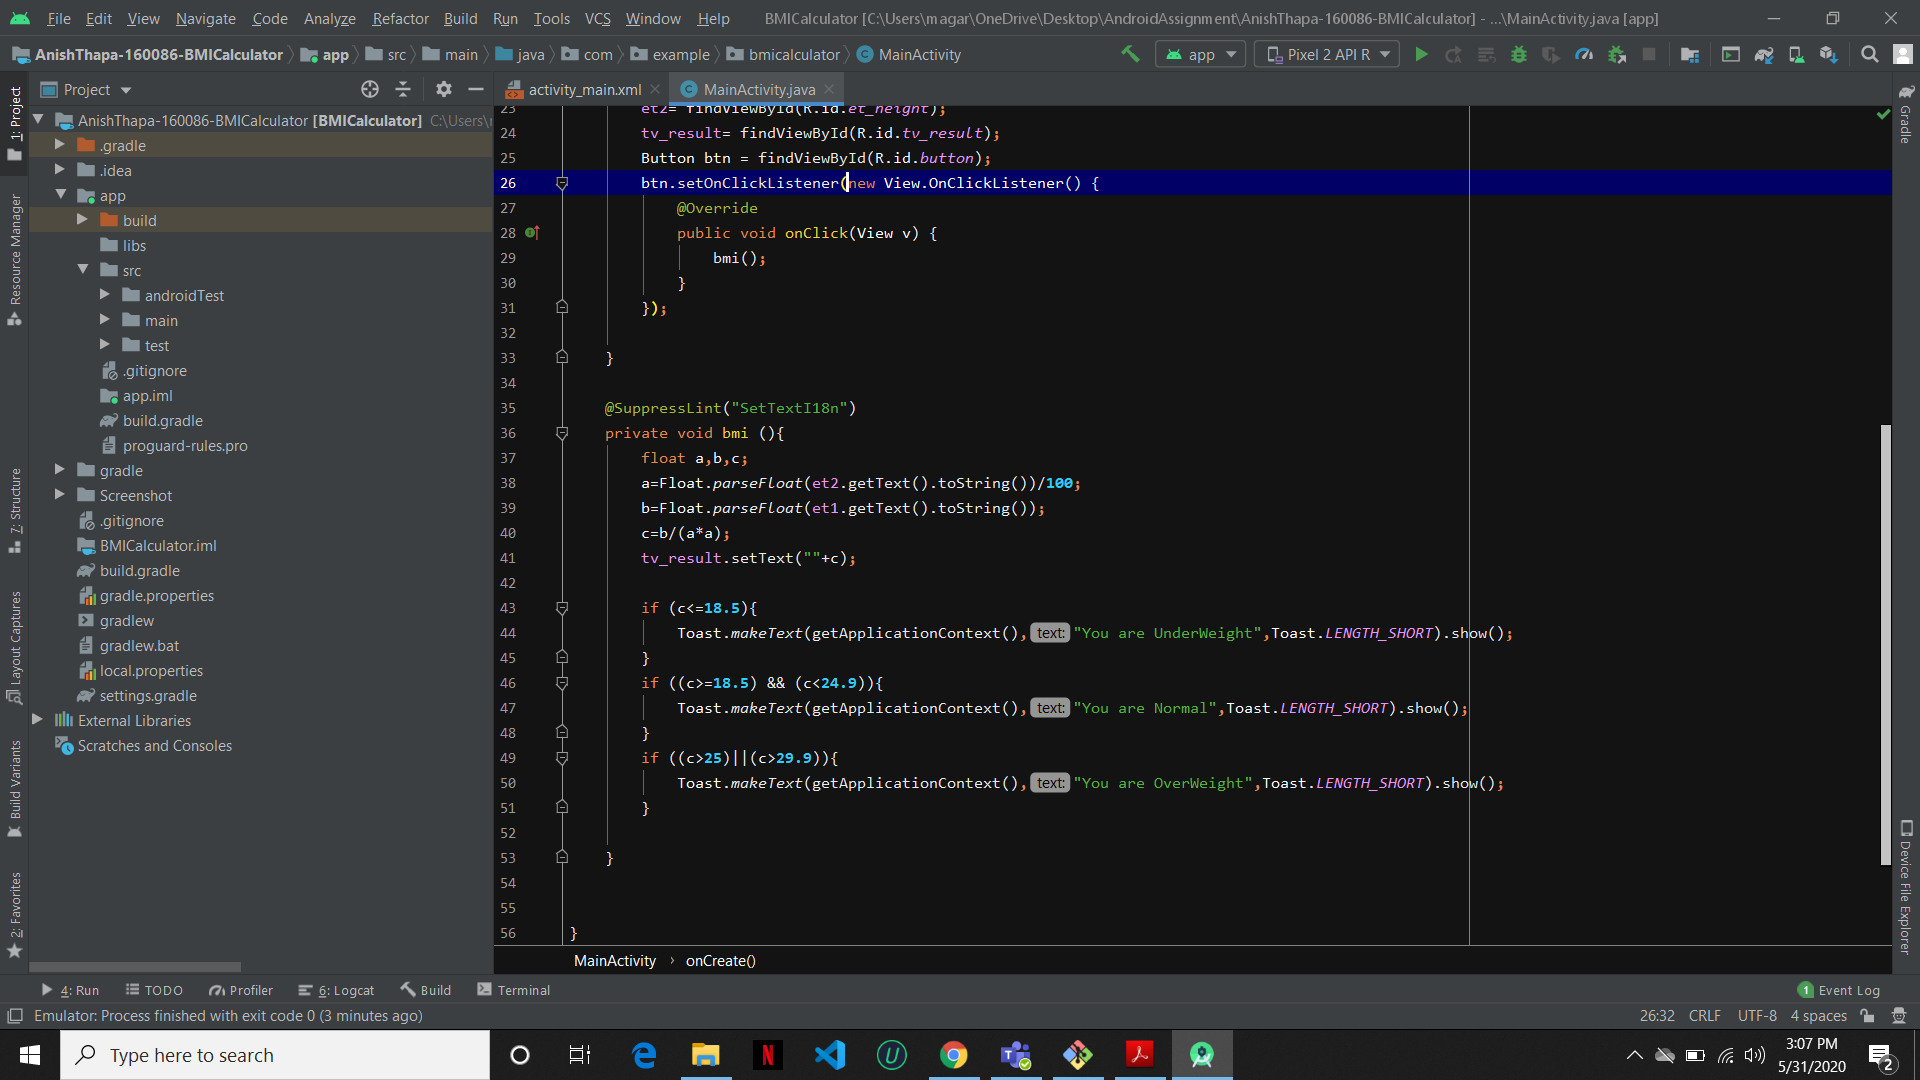 File Edit View Navigate Code Analyze Refactor Build Run Tools VCS Window Help BMICalculator [C:\Users\magar\OneDrive\Desktop\AndroidAssignment\AnishThapa-160086-BMICalculator] - ...\MainActivity.java [app]
AnishThapa-160086-BMICalculator app src main java com example bmicalculator MainActivity app Pixel 2 API R
Project
activity_main.xml MainActivity.java
1: Project
Resource Manager
7: Structure
Layout Captures
Build Variants
2: Favorites
AnishThapa-160086-BMICalculator [BMICalculator] C:\Users\
.gradle
.idea
app
build
libs
src
androidTest
main
test
.gitignore
app.iml
build.gradle
proguard-rules.pro
gradle
Screenshot
.gitignore
BMICalculator.iml
build.gradle
gradle.properties
gradlew
gradlew.bat
local.properties
settings.gradle
External Libraries
Scratches and Consoles
23 et2= findViewById(R.id.et_height);
24 tv_result= findViewById(R.id.tv_result);
25 Button btn = findViewById(R.id.button);
26 btn.setOnClickListener(new View.OnClickListener() {
27 @Override
28 public void onClick(View v) {
29 bmi();
30 }
31 });
32
33 }
34
35 @SuppressLint("SetTextI18n")
36 private void bmi (){
37 float a,b,c;
38 a=Float.parseFloat(et2.getText().toString())/100;
39 b=Float.parseFloat(et1.getText().toString());
40 c=b/(a*a);
41 tv_result.setText(""+c);
42
43 if (c<=18.5){
44 Toast.makeText(getApplicationContext(), text: "You are UnderWeight",Toast.LENGTH_SHORT).show();
45 }
46 if ((c>=18.5) && (c<24.9)){
47 Toast.makeText(getApplicationContext(), text: "You are Normal",Toast.LENGTH_SHORT).show();
48 }
49 if ((c>25)||(c>29.9)){
50 Toast.makeText(getApplicationContext(), text: "You are OverWeight",Toast.LENGTH_SHORT).show();
51 }
52
53 }
54
55
56 }
MainActivity › onCreate()
Gradle
Device File Explorer
4: Run TODO Profiler 6: Logcat Build Terminal 1 Event Log
Emulator: Process finished with exit code 0 (3 minutes ago) 26:32 CRLF UTF-8 4 spaces
Type here to search
3:07 PM
5/31/2020
2